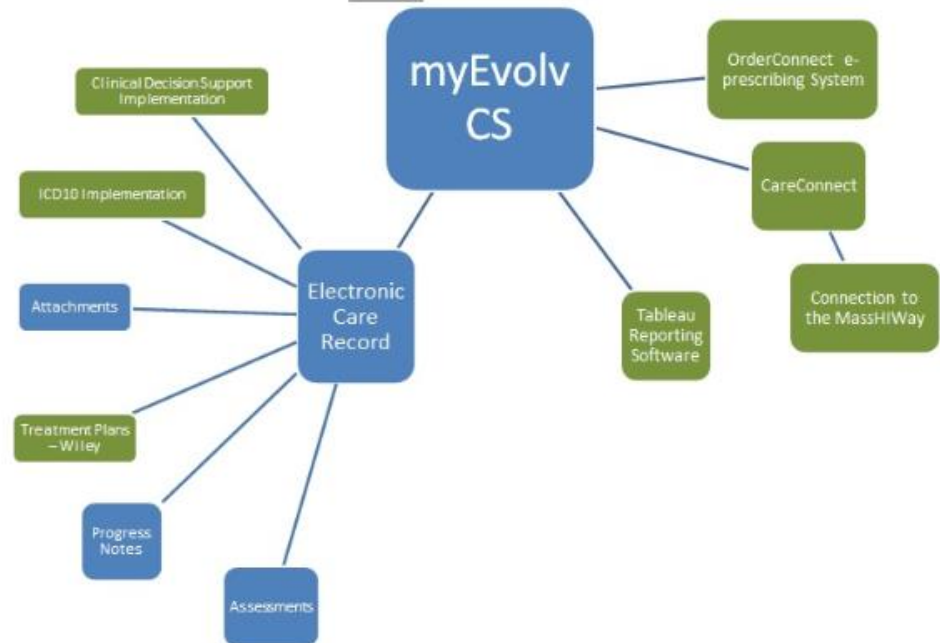 myEvolv
CS
OrderConnect e-
prescribing System
Clinical Decision Support
Implementation
CareConnect
ICD10 Implementation
Electronic
Care
Record
Connection to
the MassHIWay
Attachments
Tableau
Reporting
Software
Treatment Plans
– Wiley
Progress
Notes
Assessments